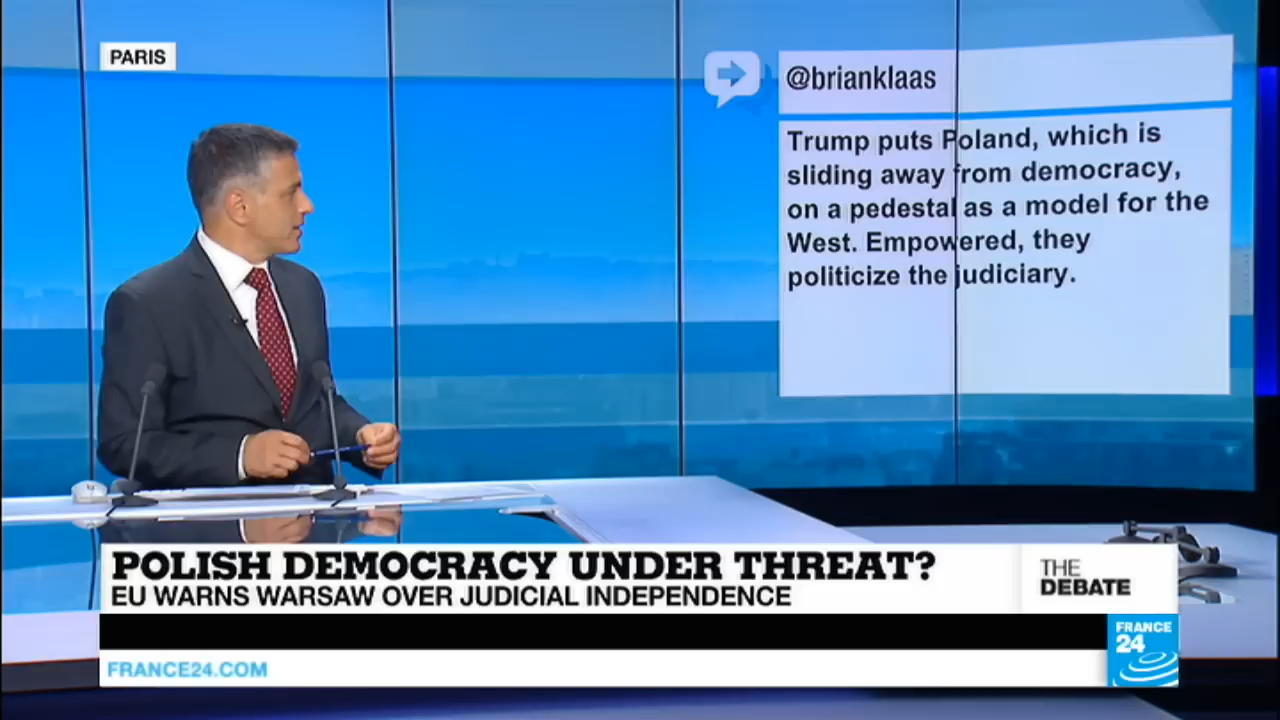 PARIS
@brianklaas
Trump puts Poland, which is
sliding away from democracy,
on a pedestal as a model for the
West. Empowered, they
politicize the judiciary.
POLISH DEMOCRACY UNDER THREAT?
EU WARNS WARSAW OVER JUDICIAL INDEPENDENCE
THE
DEBATE
FRANCE
24
FRANCE24.COM